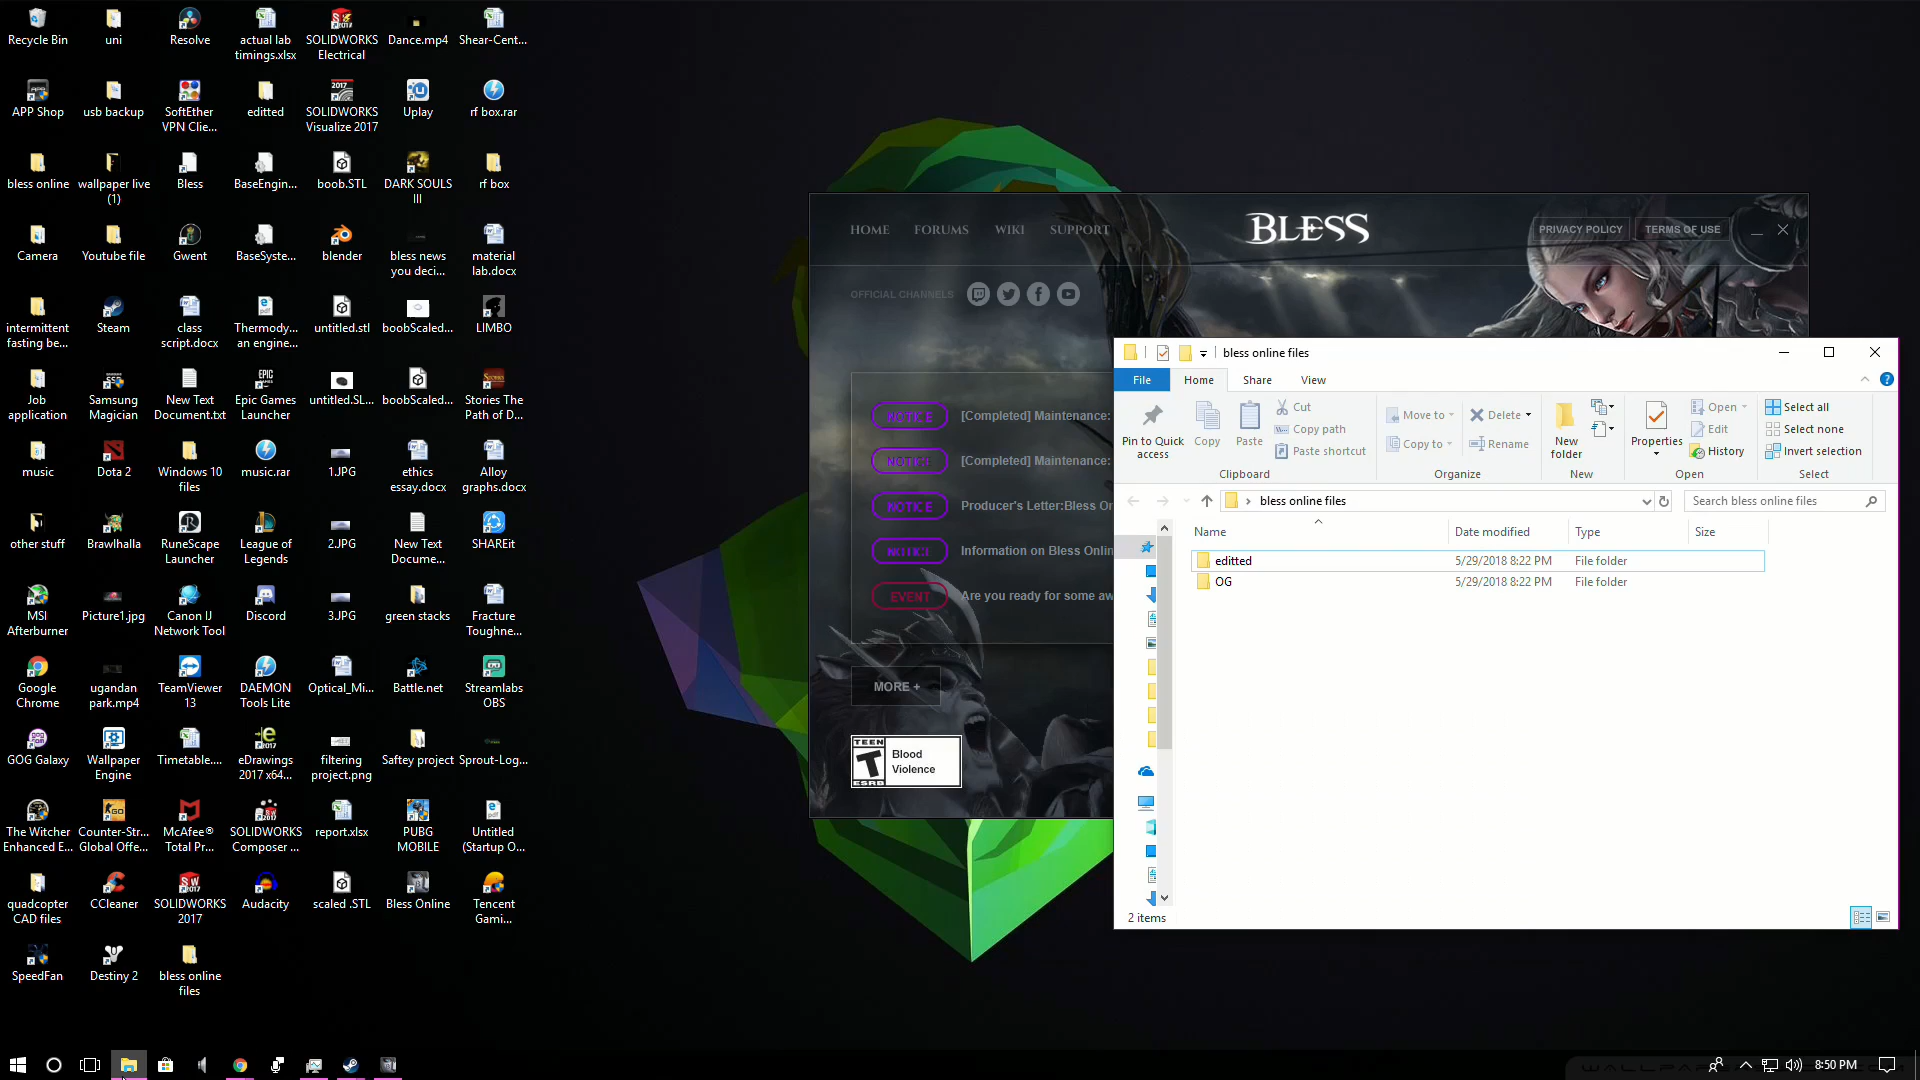 Recycle Bin
uni
Resolve
actual lab
timings.xlsx
SOLIDWORKS
Electrical
Dance.mp4
Shear-Cent...
APP Shop
usb backup
SoftEther
VPN Clie...
editted
SOLIDWORKS
Visualize 2017
Uplay
rf box.rar
bless online
wallpaper live
(1)
Bless
BaseEngin...
boob.STL
DARK SOULS
III
rf box
Camera
Youtube file
Gwent
BaseSyste...
blender
bless news
you deci...
material
lab.docx
intermittent
fasting be...
Steam
class
script.docx
Thermody...
an enginee...
untitled.stl
boobScaled...
LIMBO
Job
application
Samsung
Magician
New Text
Document.txt
Epic Games
Launcher
untitled.SL...
boobScaled...
Stories The
Path of D...
music
Dota 2
Windows 10
files
music.rar
1.JPG
ethics
essay.docx
Alloy
graphs.docx
other stuff
Brawlhalla
RuneScape
Launcher
League of
Legends
2.JPG
New Text
Docume...
SHAREit
MSI
Afterburner
Picture1.jpg
Canon IJ
Network Tool
Discord
3.JPG
green stacks
Fracture
Toughne...
Google
Chrome
ugandan
park.mp4
TeamViewer
13
DAEMON
Tools Lite
Optical_Mi...
Battle.net
Streamlabs
OBS
GOG Galaxy
Wallpaper
Engine
Timetable....
eDrawings
2017 x64...
filtering
project.png
Saftey project
Sprout-Log...
The Witcher
Enhanced E...
Counter-Str...
Global Offe...
McAfee®
Total Pr...
SOLIDWORKS
Composer ...
report.xlsx
PUBG
MOBILE
Untitled
(Startup O...
quadcopter
CAD files
CCleaner
SOLIDWORKS
2017
Audacity
scaled .STL
Bless Online
Tencent
Gami...
SpeedFan
Destiny 2
bless online
files
HOME FORUMS WIKI SUPPORT
BLESS
PRIVACY POLICY TERMS OF USE
OFFICIAL CHANNELS
NOTICE [Completed] Maintenance:
NOTICE [Completed] Maintenance:
NOTICE Producer's Letter:Bless On
NOTICE Information on Bless Onlin
EVENT Are you ready for some aw
MORE +
TEEN
T
ESRB
Blood
Violence
bless online files
File Home Share View
Pin to Quick
access
Copy
Paste
Cut
Copy path
Paste shortcut
Clipboard
Move to
Copy to
Delete
Rename
Organize
New
folder
New
Properties
Open
Edit
History
Open
Select all
Select none
Invert selection
Select
bless online files
Search bless online files
Name Date modified Type Size
editted 5/29/2018 8:22 PM File folder
OG 5/29/2018 8:22 PM File folder
2 items
8:50 PM